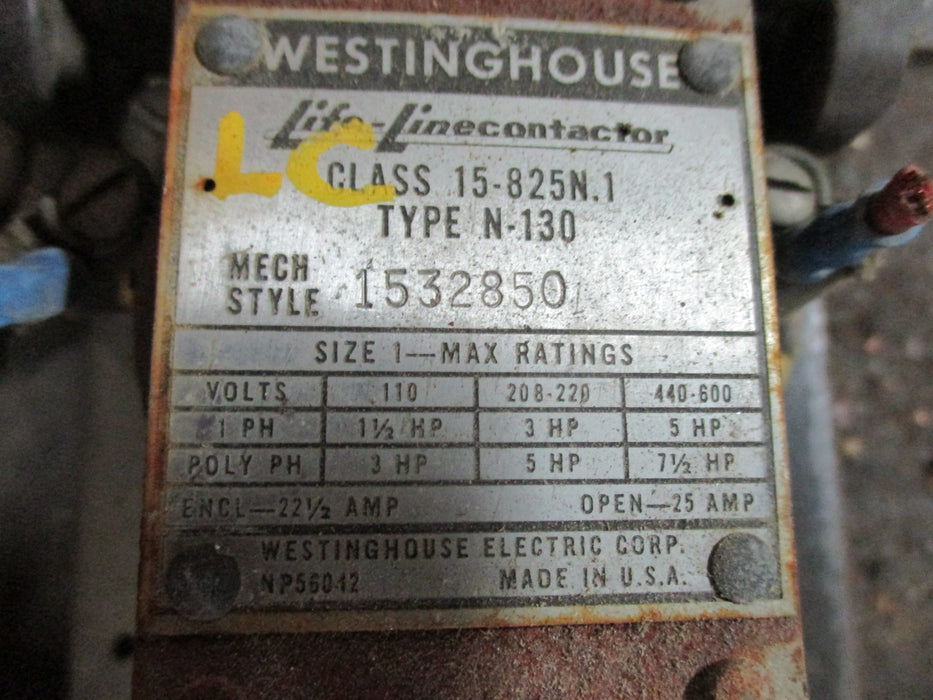 WESTINGHOUSE
Life-Linecontactor
LC
CLASS 15-825N.1
TYPE N-130
MECH STYLE 1532850
SIZE 1—MAX RATINGS
VOLTS 110 208-220 440-600
1 PH 1½ HP 3 HP 5 HP
POLY PH 3 HP 5 HP 7½ HP
ENCL—22½ AMP OPEN—25 AMP
WESTINGHOUSE ELECTRIC CORP.
NP56042 MADE IN U.S.A.